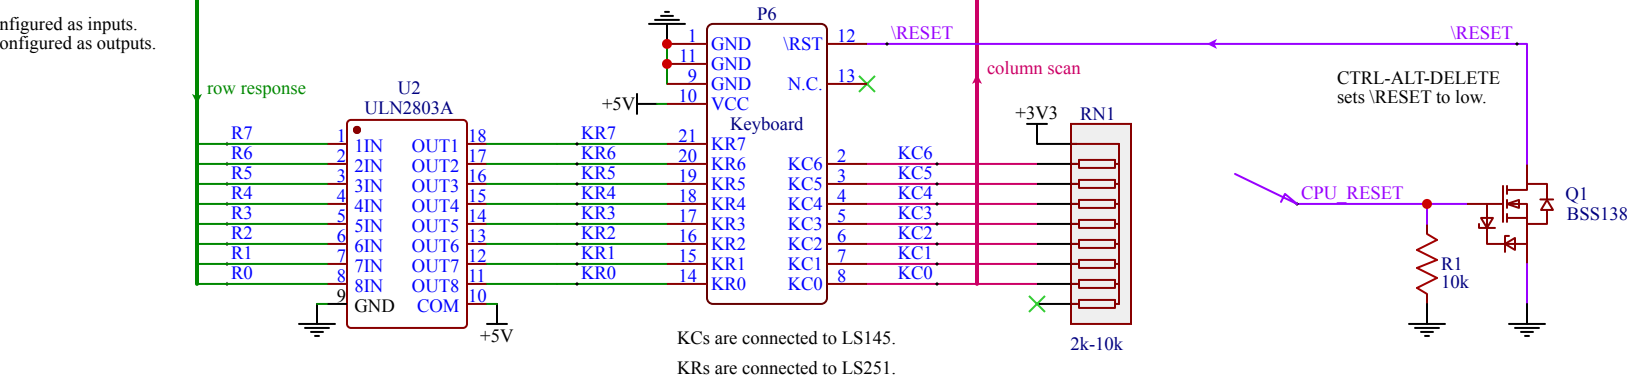 nfigured as inputs.
onfigured as outputs.
row response
U2
ULN2803A
R7
R6
R5
R4
R3
R2
R1
R0
1
2
3
4
5
6
7
8
9
1IN
2IN
3IN
4IN
5IN
6IN
7IN
8IN
GND
OUT1
OUT2
OUT3
OUT4
OUT5
OUT6
OUT7
OUT8
COM
18
17
16
15
14
13
12
11
10
+5V
KR7
KR6
KR5
KR4
KR3
KR2
KR1
KR0
P6
+5V
1
11
9
10
21
20
19
18
17
16
15
14
GND
GND
GND
VCC
Keyboard
KR7
KR6
KR5
KR4
KR3
KR2
KR1
KR0
\RST
N.C.
KC6
KC5
KC4
KC3
KC2
KC1
KC0
12
13
2
3
4
5
6
7
8
\RESET
KC6
KC5
KC4
KC3
KC2
KC1
KC0
KCs are connected to LS145.
KRs are connected to LS251.
column scan
+3V3
RN1
2k-10k
\RESET
CTRL-ALT-DELETE
sets \RESET to low.
CPU_RESET
R1
10k
Q1
BSS138